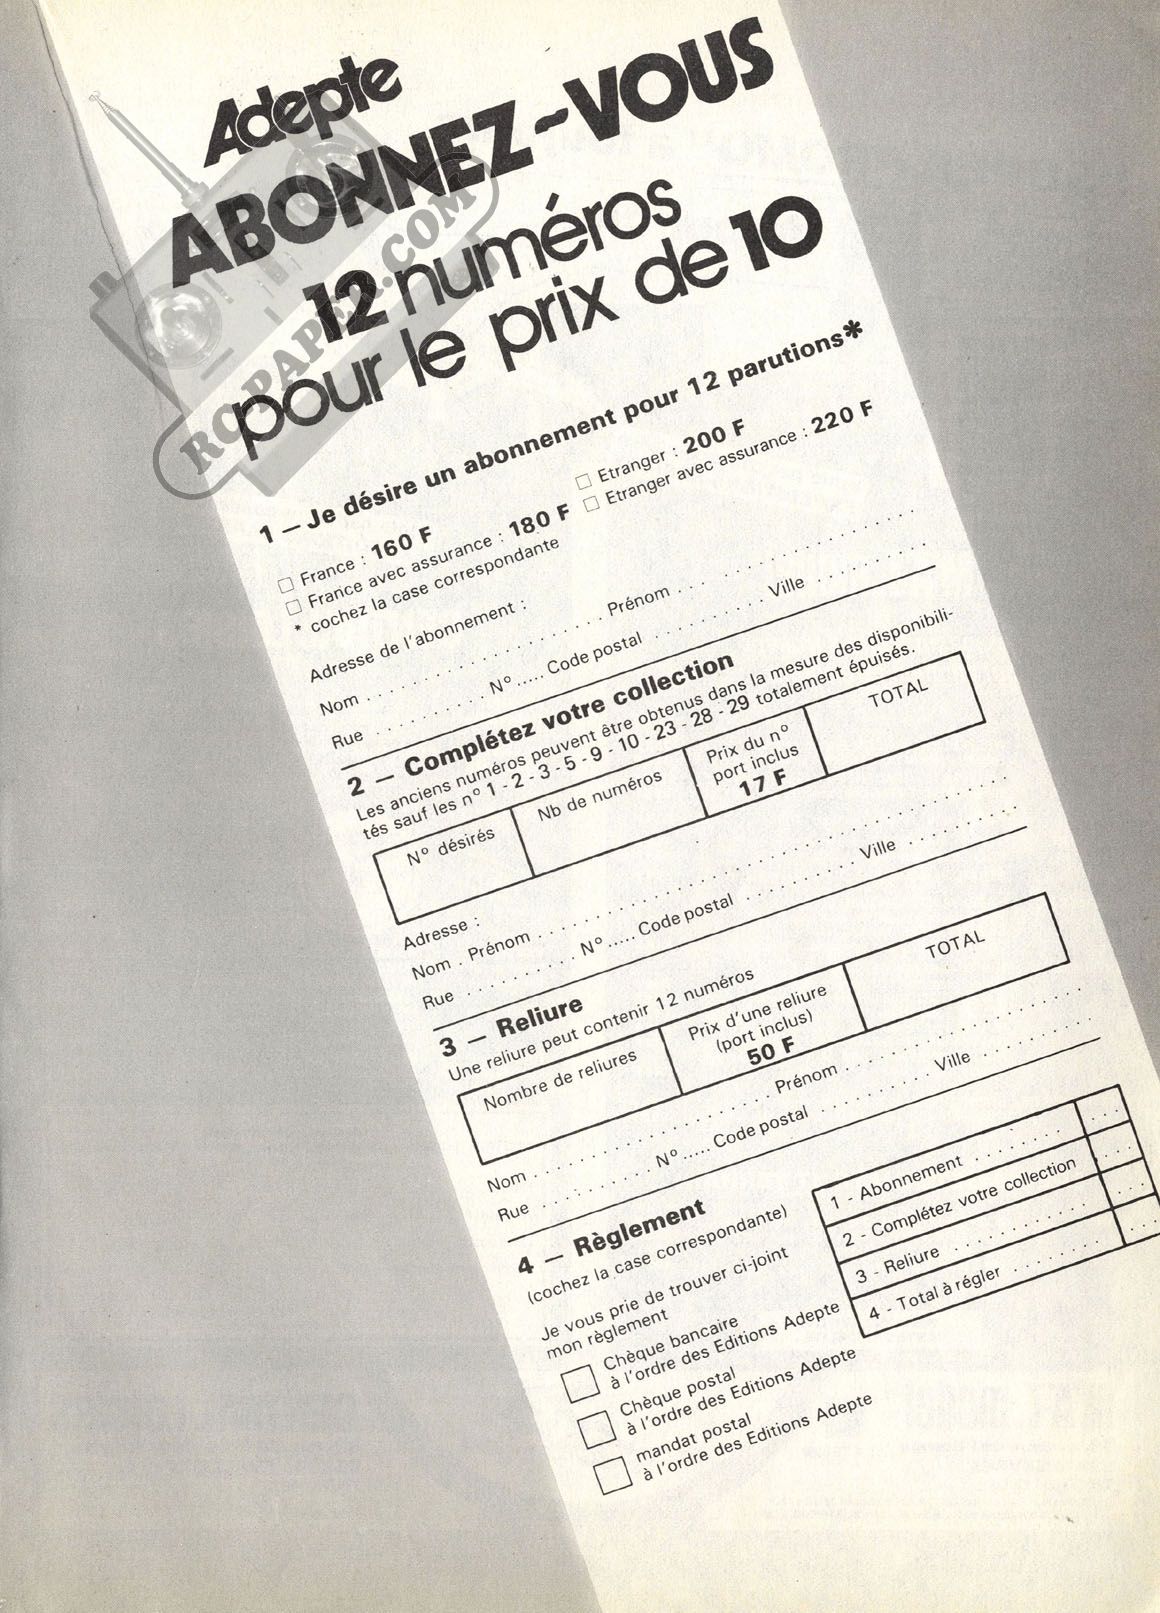 Adepte
ABONNEZ-VOUS
12 numéros
pour le prix de 10
RC-PAPER.COM
1 – Je désire un abonnement pour 12 parutions*
□ France : 160 F
□ France avec assurance : 180 F
□ Etranger : 200 F
□ Etranger avec assurance : 220 F
* cochez la case correspondante
Adresse de l'abonnement :
Nom . . . . . . . . . . . . . . . . . . Prénom . . . . . . . . . . . . . . . . . .
Rue . . . . . . . . . N° ..... Code postal . . . . . . . . . . Ville . . . . . . . . .
2 – Complétez votre collection
Les anciens numéros peuvent être obtenus dans la mesure des disponibili-
tés sauf les n° 1 - 2 - 3 - 5 - 9 - 10 - 23 - 28 - 29 totalement épuisés.
N° désirés
Nb de numéros
Prix du n°
port inclus
17 F
TOTAL
Adresse :
Nom . Prénom . . . . . . . . . . . . . . . . . . . . . . . . . . . . . . . . . . . .
Rue . . . . . . . . . N° ..... Code postal . . . . . . . . . . Ville . . . . . . . . .
3 – Reliure
Une reliure peut contenir 12 numéros
Nombre de reliures
Prix d'une reliure
(port inclus)
50 F
TOTAL
Nom . . . . . . . . . . . . . . . . . . Prénom . . . . . . . . . . . . . . . . . .
Rue . . . . . . . . . . N° ..... Code postal . . . . . . . . . . Ville . . . . . . . . .
4 – Règlement
(cochez la case correspondante)
Je vous prie de trouver ci-joint
mon règlement
□ Chèque bancaire
à l'ordre des Editions Adepte
□ Chèque postal
à l'ordre des Editions Adepte
□ mandat postal
à l'ordre des Editions Adepte
1 - Abonnement . . . . . . . . . . . .
2 - Complétez votre collection . . .
3 - Reliure . . . . . . . . . . . . . . .
4 - Total à régler . . . . . . . . . . .